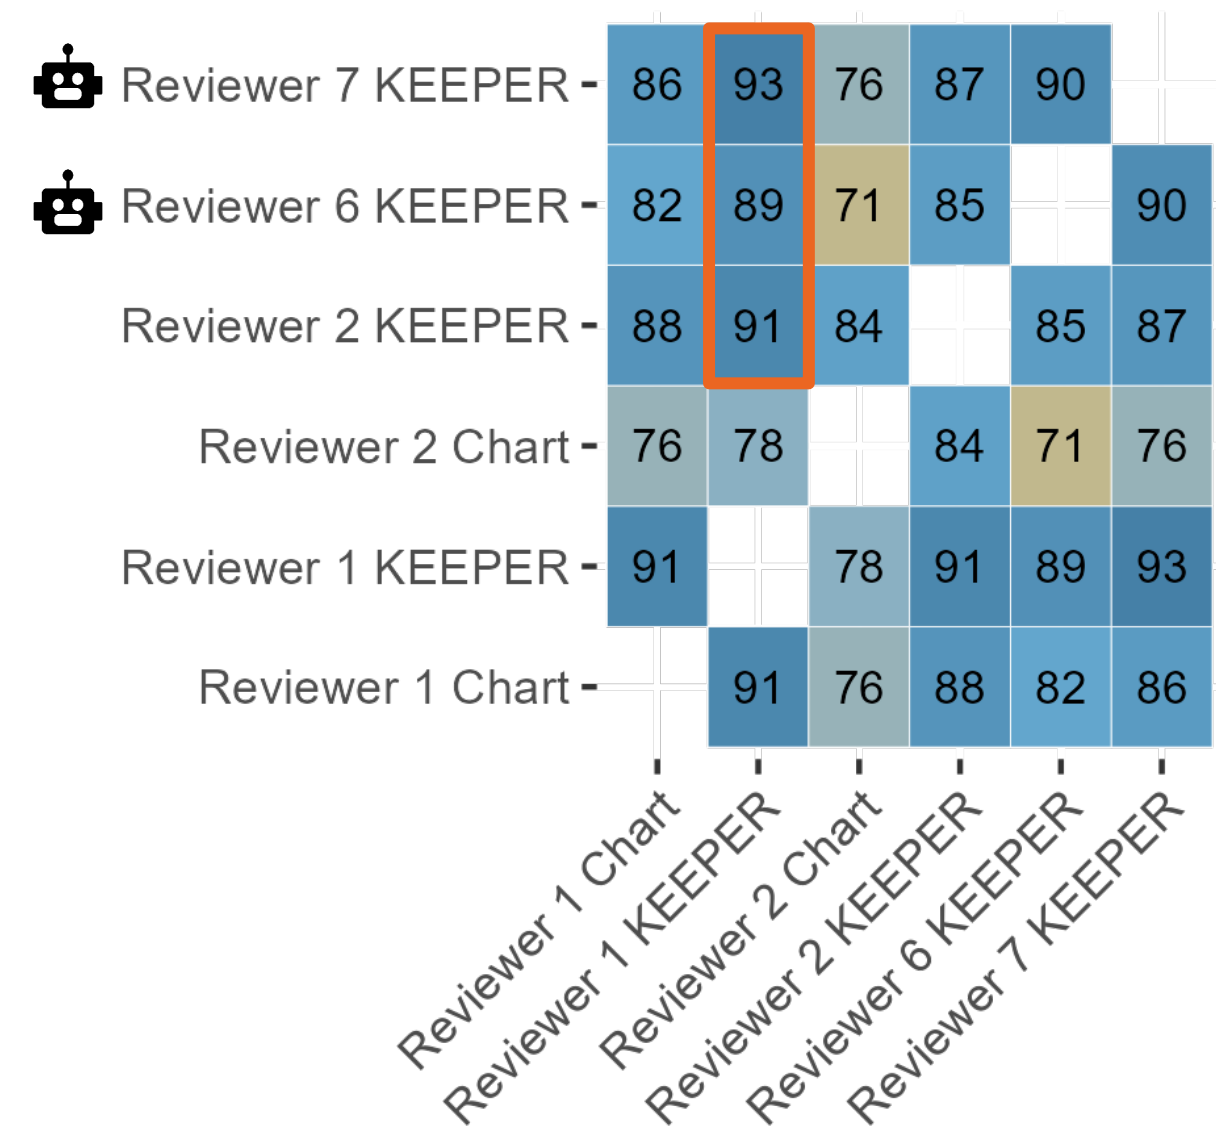 Reviewer 7 KEEPER 86 93 76 87 90
Reviewer 6 KEEPER 82 89 71 85 90
Reviewer 2 KEEPER 88 91 84 85 87
Reviewer 2 Chart 76 78 84 71 76
Reviewer 1 KEEPER 91 78 91 89 93
Reviewer 1 Chart 91 76 88 82 86
Reviewer 1 Chart
Reviewer 1 KEEPER
Reviewer 2 Chart
Reviewer 2 KEEPER
Reviewer 6 KEEPER
Reviewer 7 KEEPER